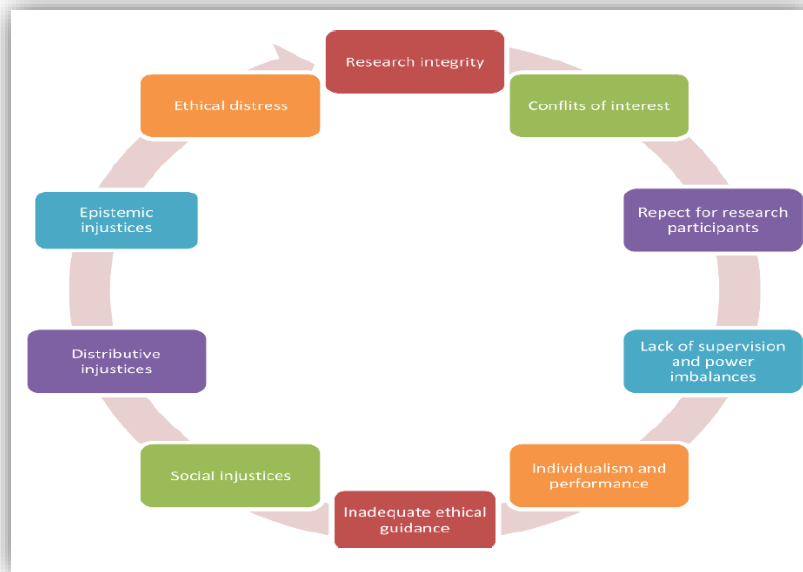 Research integrity
Conflits of interest
Repect for research
participants
Lack of supervision
and power
imbalances
Individualism and
performance
Inadequate ethical
guidance
Social injustices
Distributive
injustices
Epistemic
injustices
Ethical distress